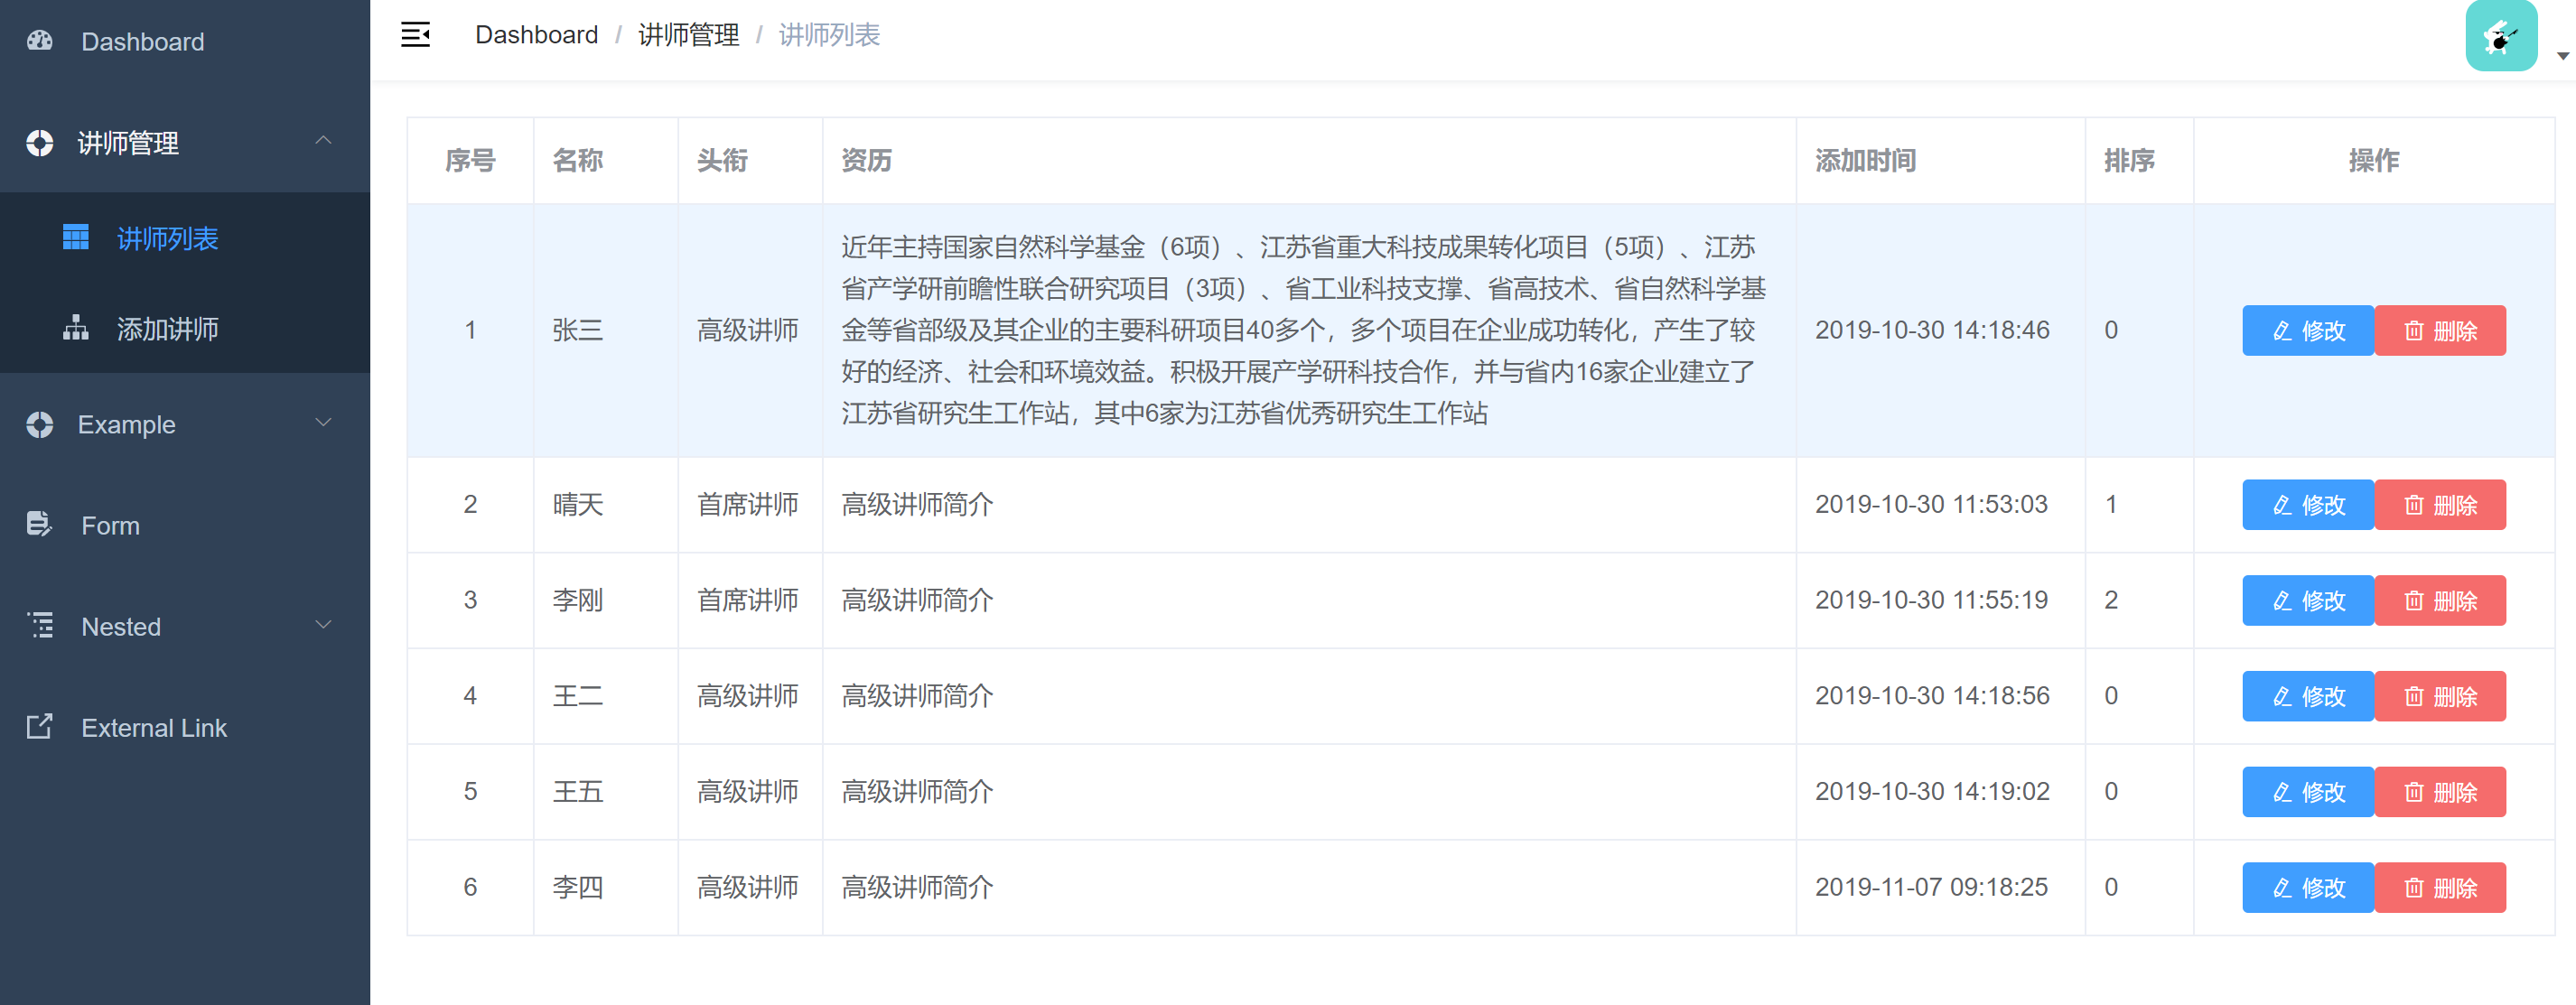 Dashboard
讲师管理
讲师列表
添加讲师
Example
Form
Nested
External Link
Dashboard / 讲师管理 / 讲师列表
序号 名称 头衔 资历 添加时间 排序 操作
1 张三 高级讲师
近年主持国家自然科学基金（6项）、江苏省重大科技成果转化项目（5项）、江苏
省产学研前瞻性联合研究项目（3项）、省工业科技支撑、省高技术、省自然科学基
金等省部级及其企业的主要科研项目40多个，多个项目在企业成功转化，产生了较
好的经济、社会和环境效益。积极开展产学研科技合作，并与省内16家企业建立了
江苏省研究生工作站，其中6家为江苏省优秀研究生工作站
2019-10-30 14:18:46 0 修改 删除
2 晴天 首席讲师 高级讲师简介 2019-10-30 11:53:03 1 修改 删除
3 李刚 首席讲师 高级讲师简介 2019-10-30 11:55:19 2 修改 删除
4 王二 高级讲师 高级讲师简介 2019-10-30 14:18:56 0 修改 删除
5 王五 高级讲师 高级讲师简介 2019-10-30 14:19:02 0 修改 删除
6 李四 高级讲师 高级讲师简介 2019-11-07 09:18:25 0 修改 删除